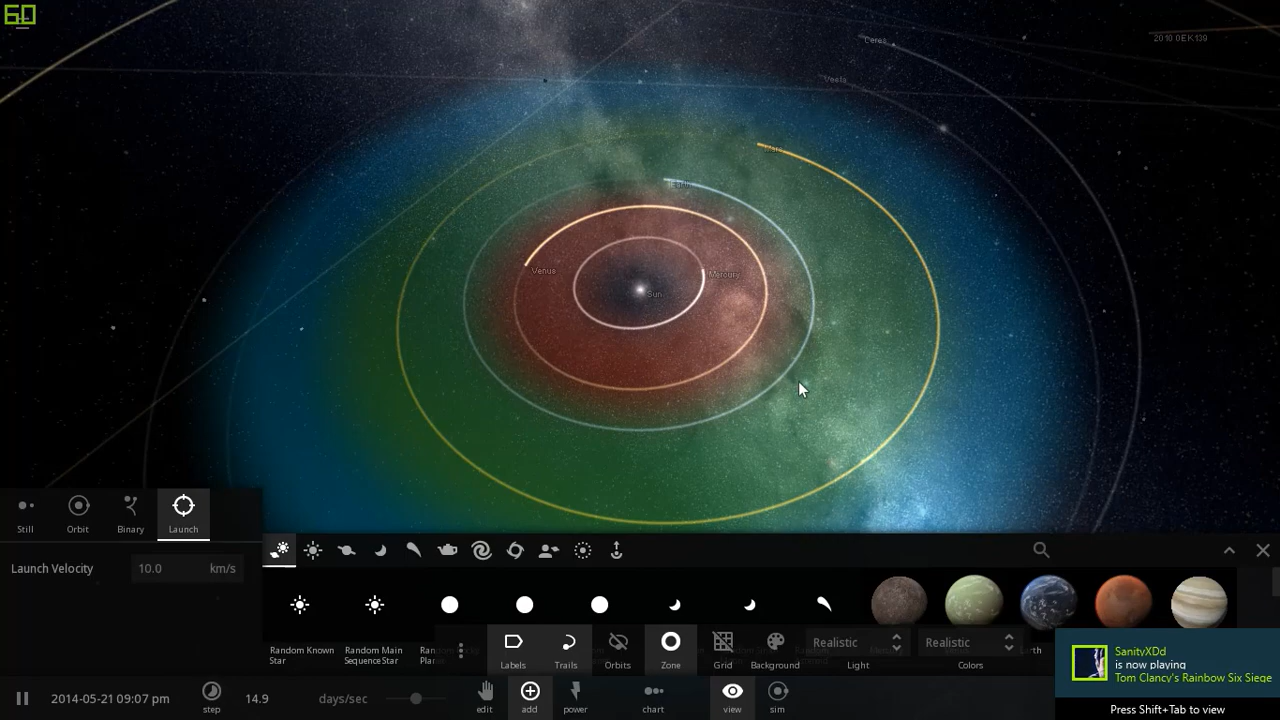 60
Ceres
2010 OEK139
Vesta
Mars
Earth
Venus
Mercury
Sun
Still
Orbit
Binary
Launch
Launch Velocity
10.0
km/s
Random Known
Star
Random Main
Sequence Star
Labels
Trails
Orbits
Zone
Grid
Background
Realistic
Light
Realistic
Colors
SanityXDd
is now playing
Tom Clancy's Rainbow Six Siege
Press Shift+Tab to view
2014-05-21 09:07 pm
step
14.9
days/sec
edit
add
power
chart
view
sim